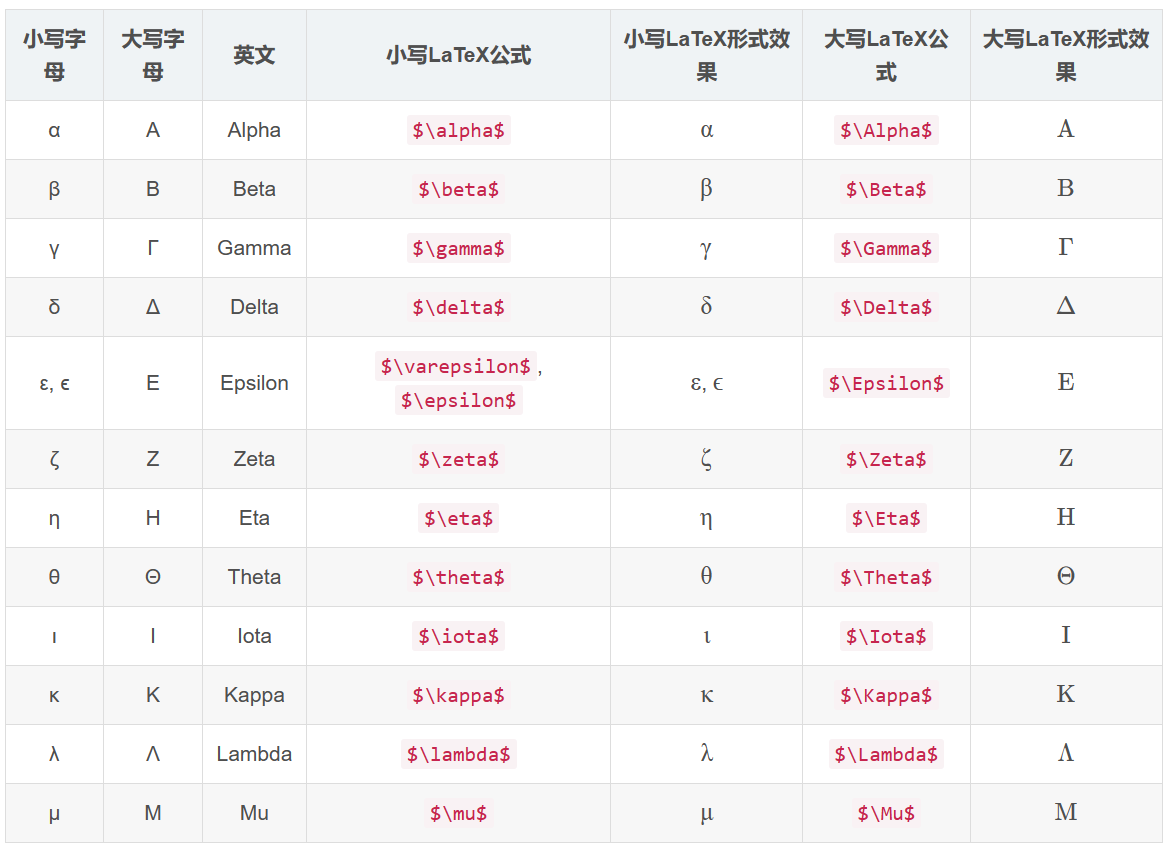 小写字母 大写字母 英文 小写LaTeX公式 小写LaTeX形式效果 大写LaTeX公式 大写LaTeX形式效果
α Α Alpha $\alpha$ α $\Alpha$ Α
β Β Beta $\beta$ β $\Beta$ Β
γ Γ Gamma $\gamma$ γ $\Gamma$ Γ
δ Δ Delta $\delta$ δ $\Delta$ Δ
ε, ϵ Ε Epsilon $\varepsilon$, $\epsilon$ ε, ϵ $\Epsilon$ Ε
ζ Ζ Zeta $\zeta$ ζ $\Zeta$ Ζ
η Η Eta $\eta$ η $\Eta$ Η
θ Θ Theta $\theta$ θ $\Theta$ Θ
ι Ι Iota $\iota$ ι $\Iota$ Ι
κ Κ Kappa $\kappa$ κ $\Kappa$ Κ
λ Λ Lambda $\lambda$ λ $\Lambda$ Λ
μ Μ Mu $\mu$ μ $\Mu$ Μ